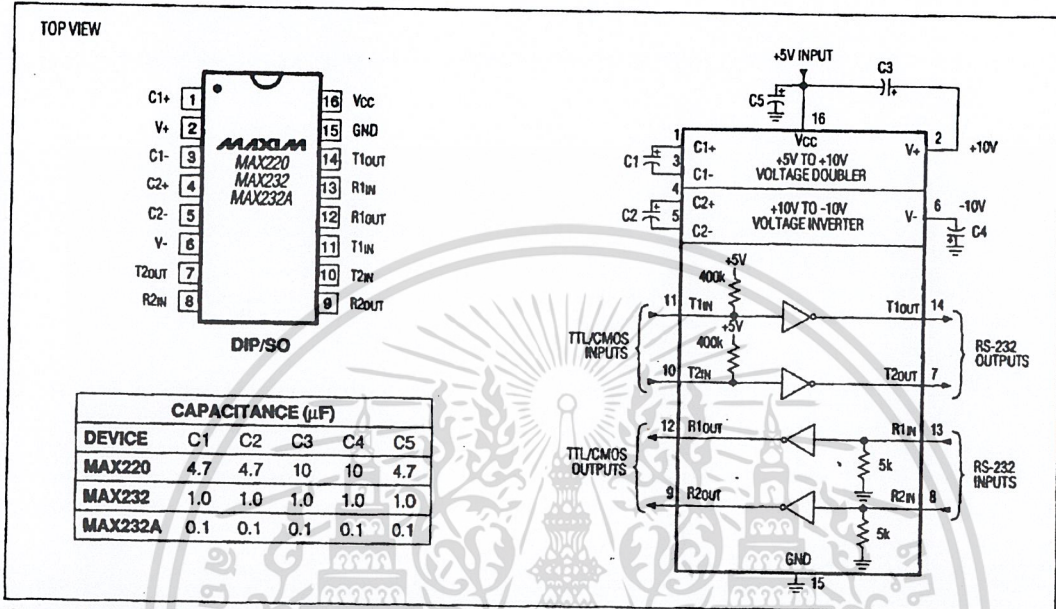 TOP VIEW
C1+ 1
V+ 2
C1- 3
C2+ 4
C2- 5
V- 6
T2OUT 7
R2IN 8
MAXIM
MAX220
MAX232
MAX232A
16 VCC
15 GND
14 T1OUT
13 R1IN
12 R1OUT
11 T1IN
10 T2IN
9 R2OUT
DIP/SO
CAPACITANCE (µF)
DEVICE C1 C2 C3 C4 C5
MAX220 4.7 4.7 10 10 4.7
MAX232 1.0 1.0 1.0 1.0 1.0
MAX232A 0.1 0.1 0.1 0.1 0.1
+5V INPUT
C3
C5
16
VCC
1
C1+
C1
3
C1-
+5V TO +10V
VOLTAGE DOUBLER
V+
2
+10V
4
C2+
C2
5
C2-
+10V TO -10V
VOLTAGE INVERTER
V-
6
-10V
C4
+5V
400k
TTL/CMOS
INPUTS
11 T1IN
T1OUT 14
+5V
400k
10 T2IN
T2OUT 7
RS-232
OUTPUTS
TTL/CMOS
OUTPUTS
12 R1OUT
R1IN 13
5k
9 R2OUT
R2IN 8
5k
RS-232
INPUTS
GND
15